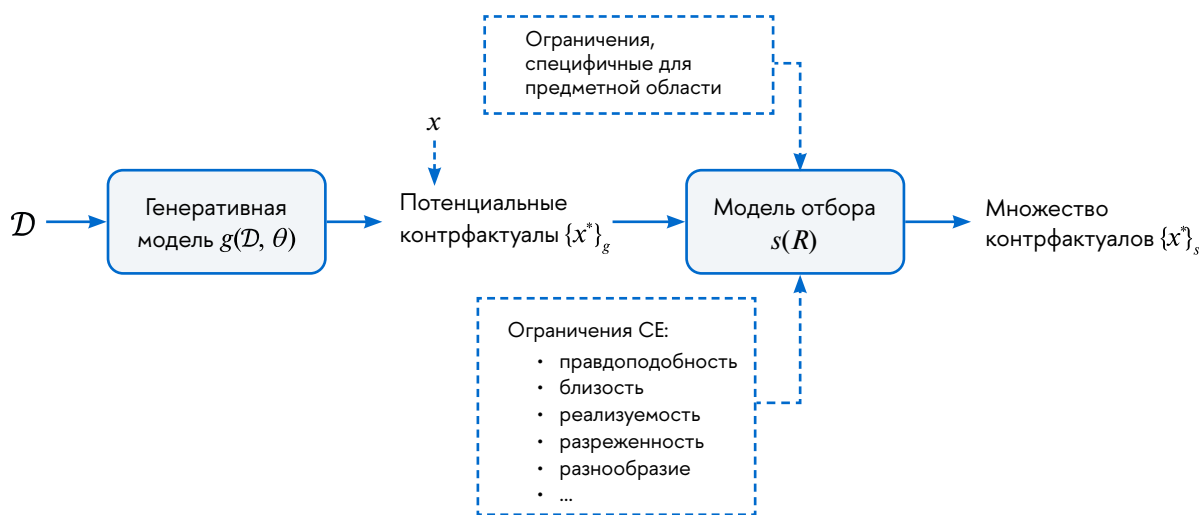 Ограничения,
специфичные для
предметной области
x
𝒟
Генеративная
модель g(𝒟, θ)
Потенциальные
контрфактуалы {x*}g
Модель отбора
s(R)
Множество
контрфактуалов {x*}s
Ограничения CE:
• правдоподобность
• близость
• реализуемость
• разреженность
• разнообразие
• ...